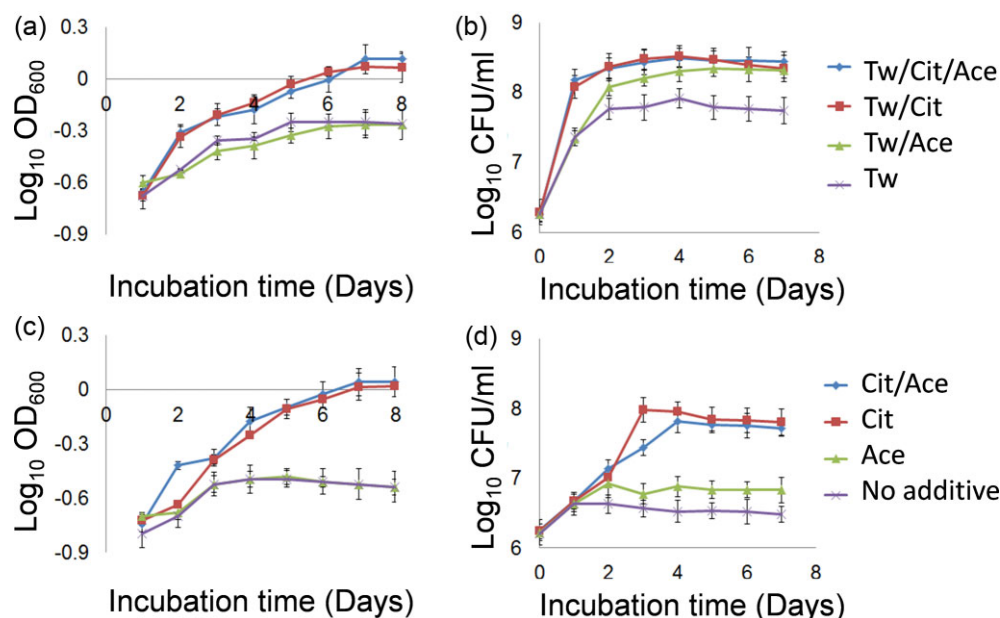 (a)
0.3
0
-0.3
-0.6
-0.9
Log10 OD600
0 2 4 6 8
Incubation time (Days)
(b)
9
8
7
6
Log10 CFU/ml
0 2 4 6 8
Incubation time (Days)
Tw/Cit/Ace
Tw/Cit
Tw/Ace
Tw
(c)
0.3
0
-0.3
-0.6
-0.9
Log10 OD600
0 2 4 6 8
Incubation time (Days)
(d)
9
8
7
6
Log10 CFU/ml
0 2 4 6 8
Incubation time (Days)
Cit/Ace
Cit
Ace
No additive